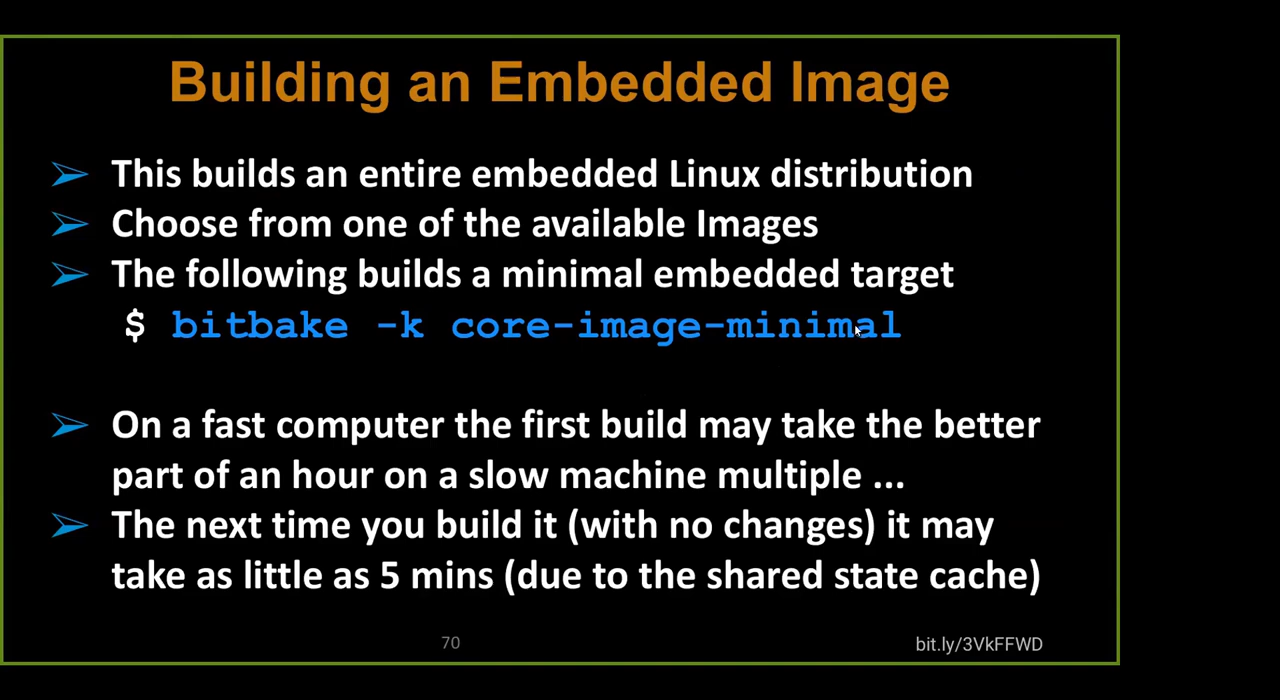 Building an Embedded Image
➢ This builds an entire embedded Linux distribution
➢ Choose from one of the available Images
➢ The following builds a minimal embedded target
$ bitbake -k core-image-minimal
➢ On a fast computer the first build may take the better
part of an hour on a slow machine multiple ...
➢ The next time you build it (with no changes) it may
take as little as 5 mins (due to the shared state cache)
70
bit.ly/3VkFFWD